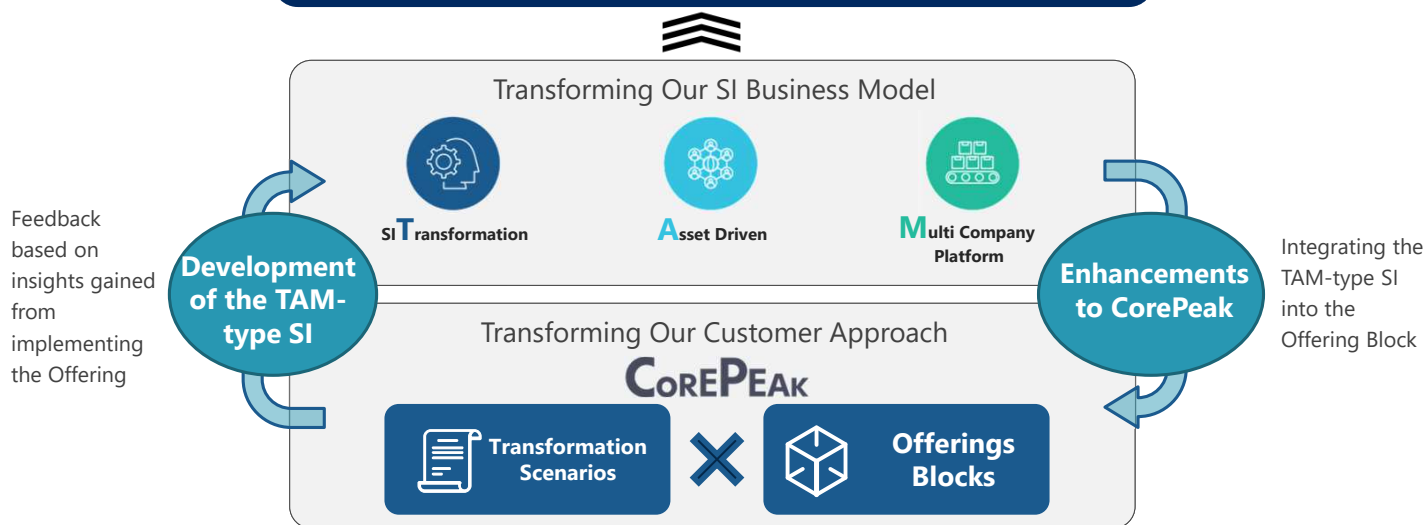 Transforming Our SI Business Model
SITransformation
Asset Driven
Multi Company
Platform
Feedback
based on
insights gained
from
implementing
the Offering
Development
of the TAM-
type SI
Enhancements
to CorePeak
Integrating the
TAM-type SI
into the
Offering Block
Transforming Our Customer Approach
COREPEAK
Transformation
Scenarios
Offerings
Blocks